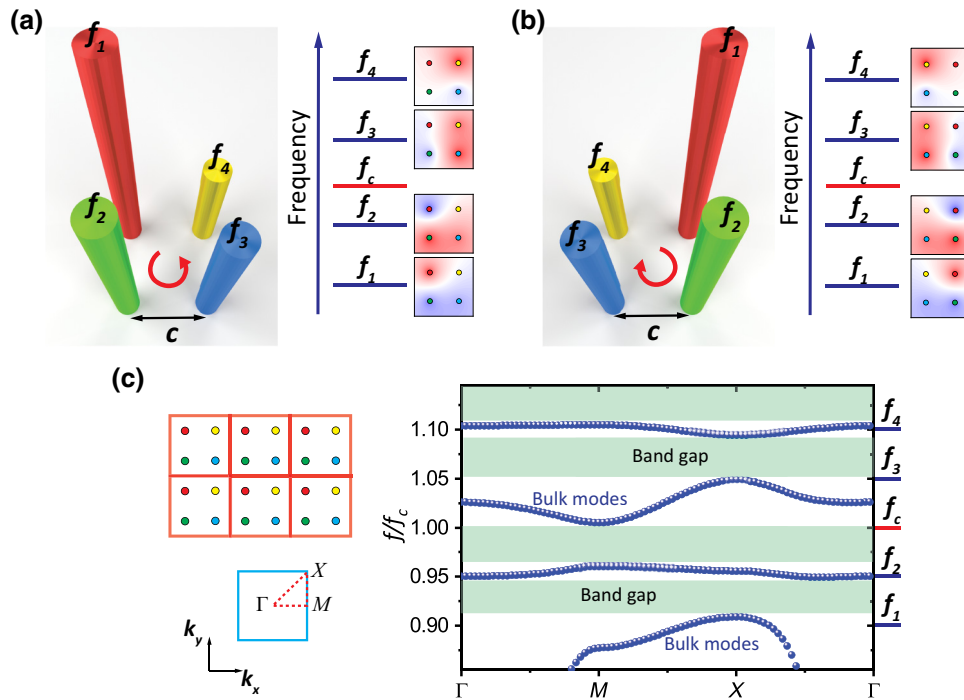 (a)
f1
f4
f2
f3
c
Frequency
f4
f3
fc
f2
f1
(b)
f1
f4
f3
f2
c
Frequency
f4
f3
fc
f2
f1
(c)
X
Γ
M
ky
kx
f/fc
1.10
1.05
1.00
0.95
0.90
Band gap
Bulk modes
Band gap
Bulk modes
Γ
M
X
Γ
f4
f3
fc
f2
f1